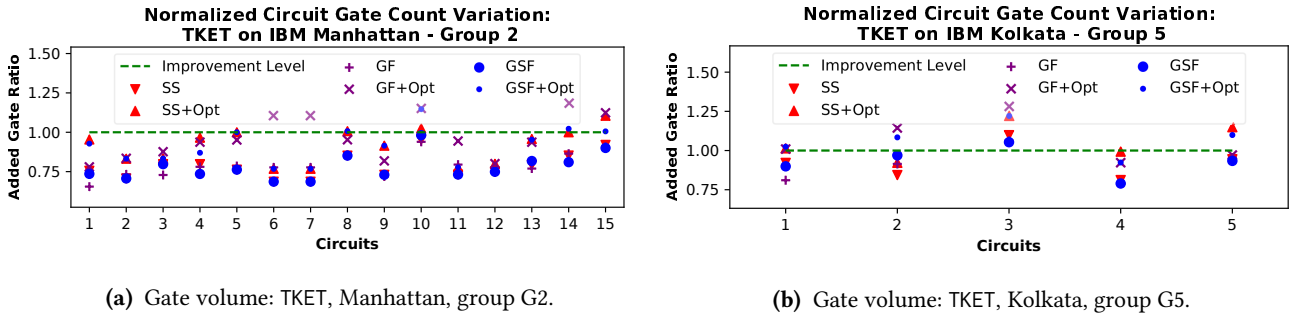 Normalized Circuit Gate Count Variation:
TKET on IBM Manhattan - Group 2
Added Gate Ratio
1.50
1.25
1.00
0.75
Improvement Level
SS
SS+Opt
GF
GF+Opt
GSF
GSF+Opt
1 2 3 4 5 6 7 8 9 10 11 12 13 14 15
Circuits
(a) Gate volume: TKET, Manhattan, group G2.
Normalized Circuit Gate Count Variation:
TKET on IBM Kolkata - Group 5
Added Gate Ratio
1.50
1.25
1.00
0.75
Improvement Level
SS
SS+Opt
GF
GF+Opt
GSF
GSF+Opt
1 2 3 4 5
Circuits
(b) Gate volume: TKET, Kolkata, group G5.